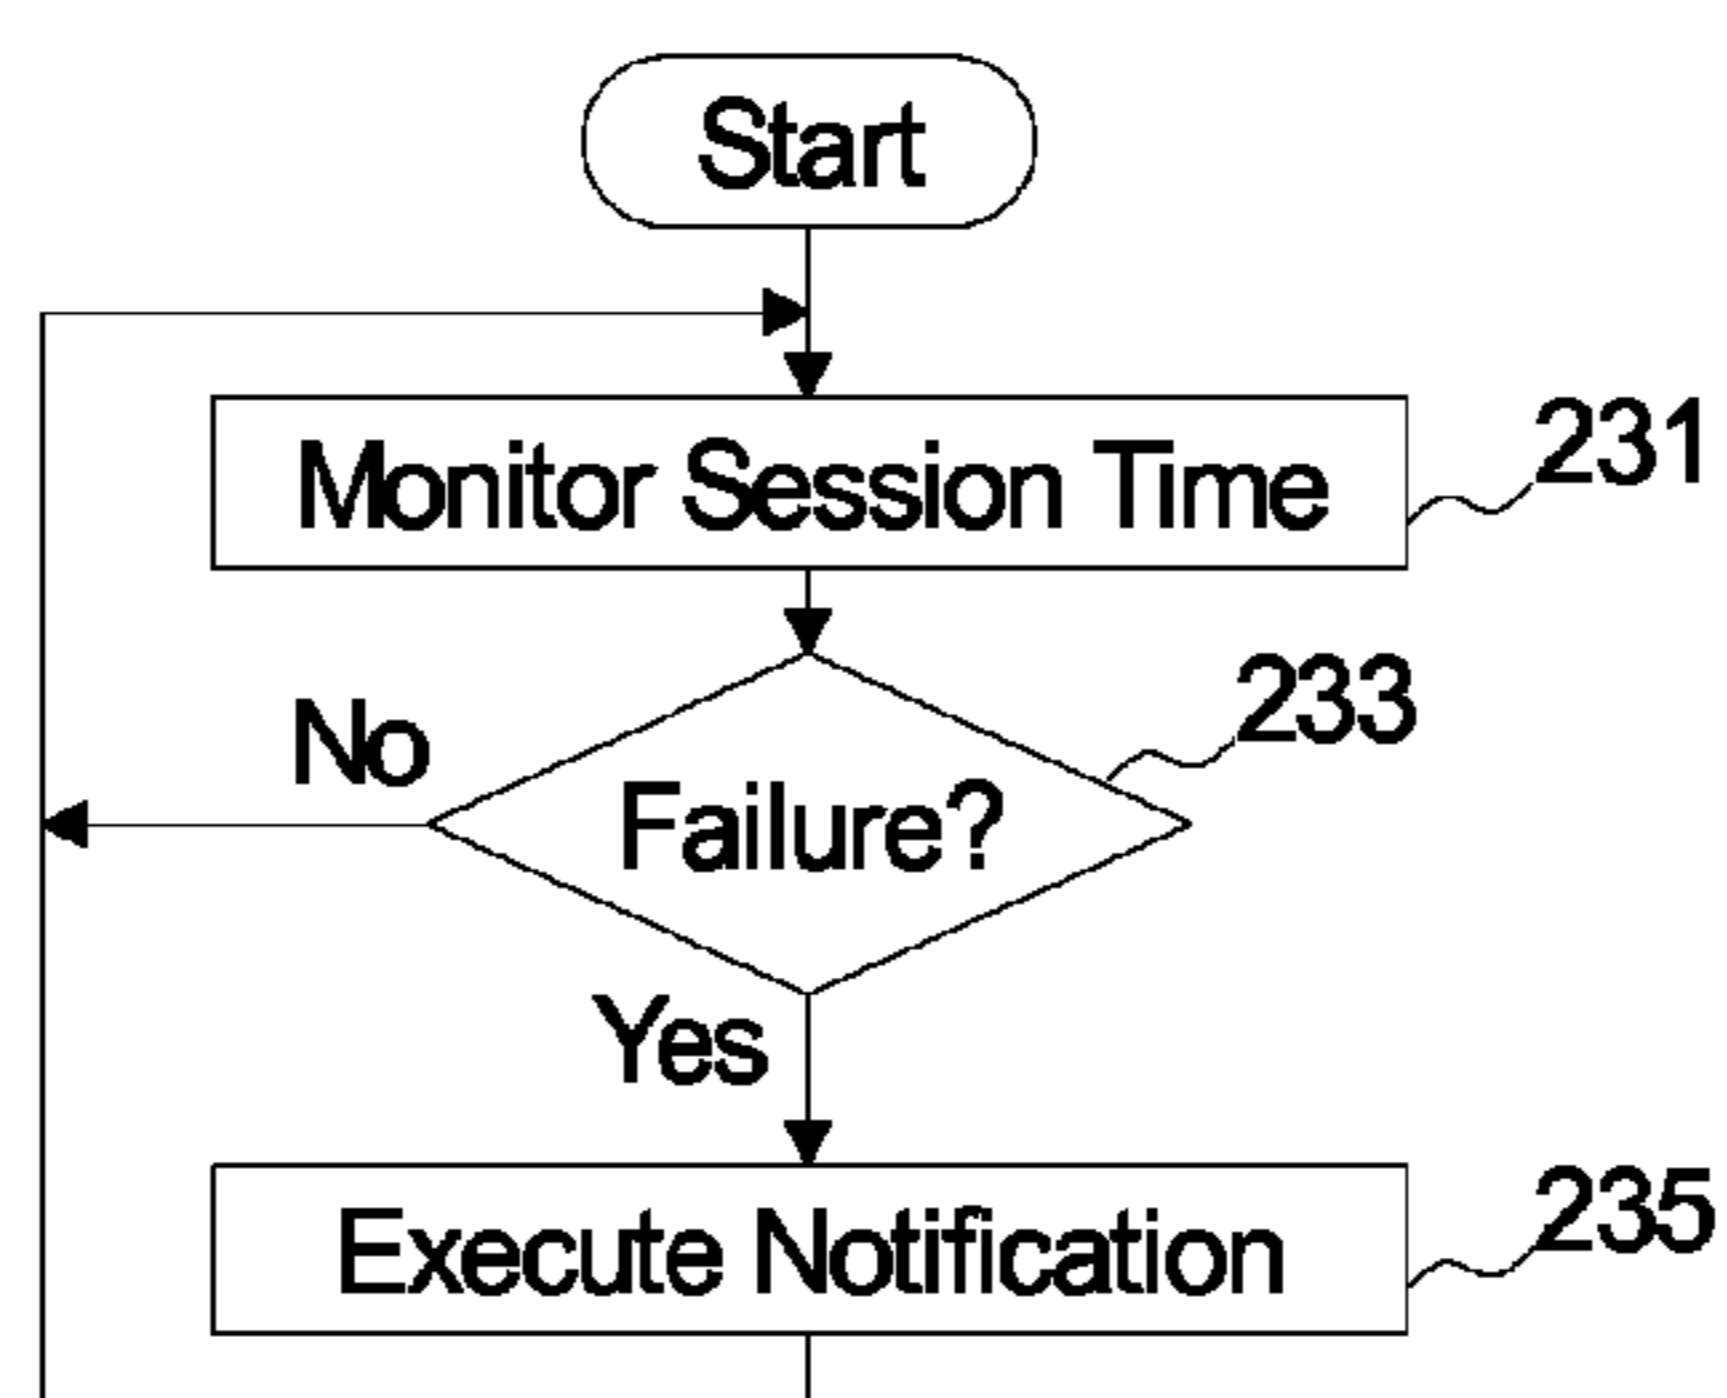 Start
Monitor Session Time
231
No
Failure?
233
Yes
Execute Notification
235